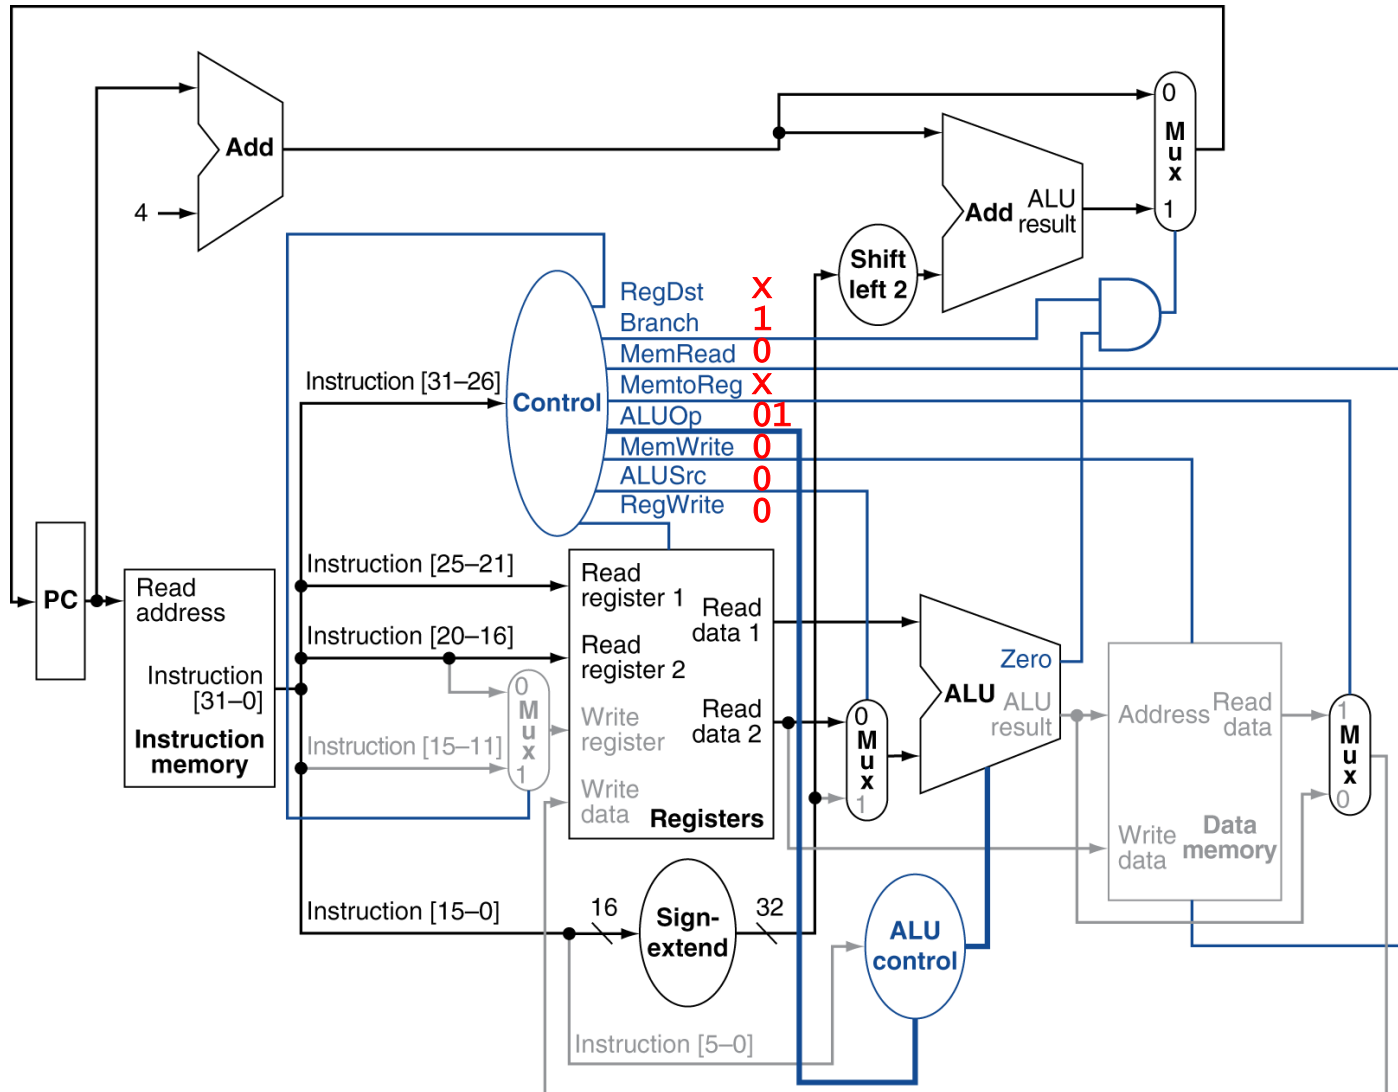 Add
4
0
M
u
x
1
Add
ALU
result
Shift
left 2
RegDst X
Branch 1
MemRead 0
MemtoReg X
ALUOp 01
MemWrite 0
ALUSrc 0
RegWrite 0
Instruction [31–26]
Control
PC
Read
address
Instruction
[31–0]
Instruction
memory
Instruction [25–21]
Instruction [20–16]
Instruction [15–11]
0
M
u
x
1
Read
register 1
Read
register 2
Write
register
Write
data
Read
data 1
Read
data 2
Registers
0
M
u
x
1
Zero
ALU
ALU
result
Address
Read
data
Write
data
Data
memory
1
M
u
x
0
Instruction [15–0]
16
Sign-
extend
32
ALU
control
Instruction [5–0]